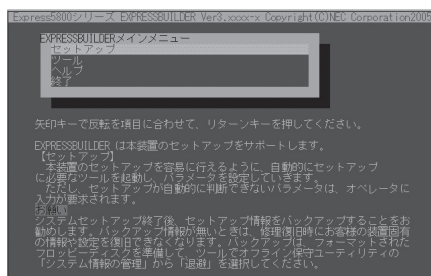 Express5800シリーズ EXPRESSBUILDER Ver3.xxxx-x Copyright(C)NEC Corporation2005
EXPRESSBUILDERメインメニュー
セットアップ
ツール
ヘルプ
終了
矢印キーで反転を項目に合わせて、リターンキーを押してください。
EXPRESSBUILDER は本装置のセットアップをサポートします。
【セットアップ】
本装置のセットアップを容易に行えるように、自動的にセットアップ
に必要なツールを起動し、パラメータを設定していきます。
ただし、セットアップが自動的に判断できないパラメータは、オペレータに
入力が要求されます。
システムセットアップ終了後、セットアップ情報をバックアップすることをお
勧めします。バックアップ情報が無いときは、修理復旧時にお客様の装置固有
の情報や設定を復旧できなくなります。バックアップは、フォーマットされた
フロッピーディスクを準備して、ツールでオフライン保守ユーティリティの
「システム情報の管理」から「退避」を選択してください。